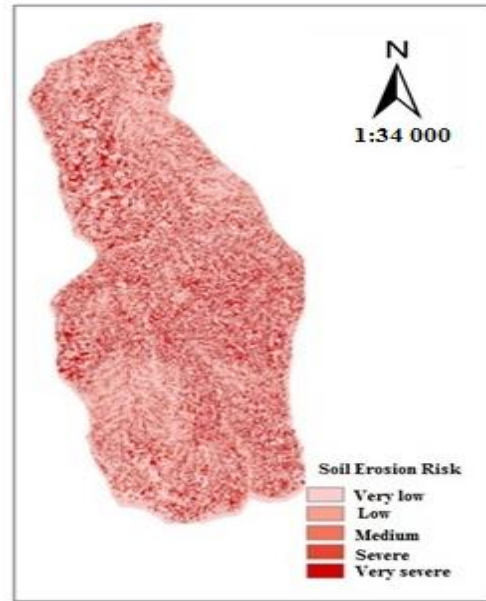 N
1:34 000
Soil Erosion Risk
Very low
Low
Medium
Severe
Very severe